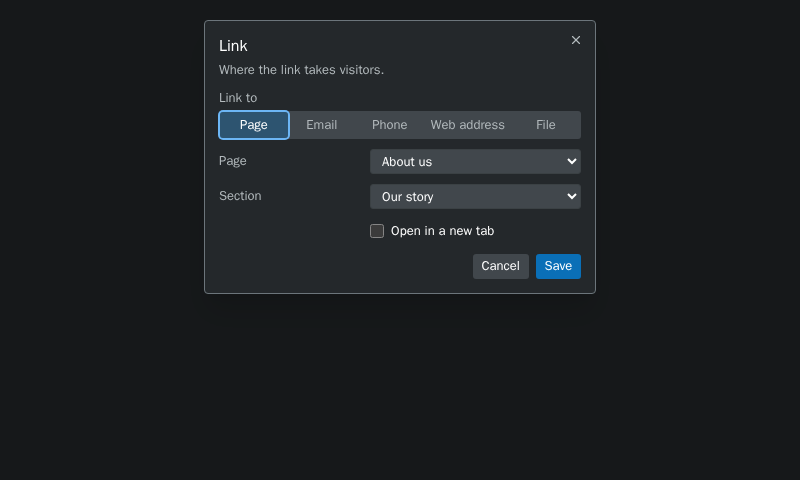 Link
Where the link takes visitors.
Link to
Page Email Phone Web address File
Page About us
Section Our story
Open in a new tab
Cancel Save